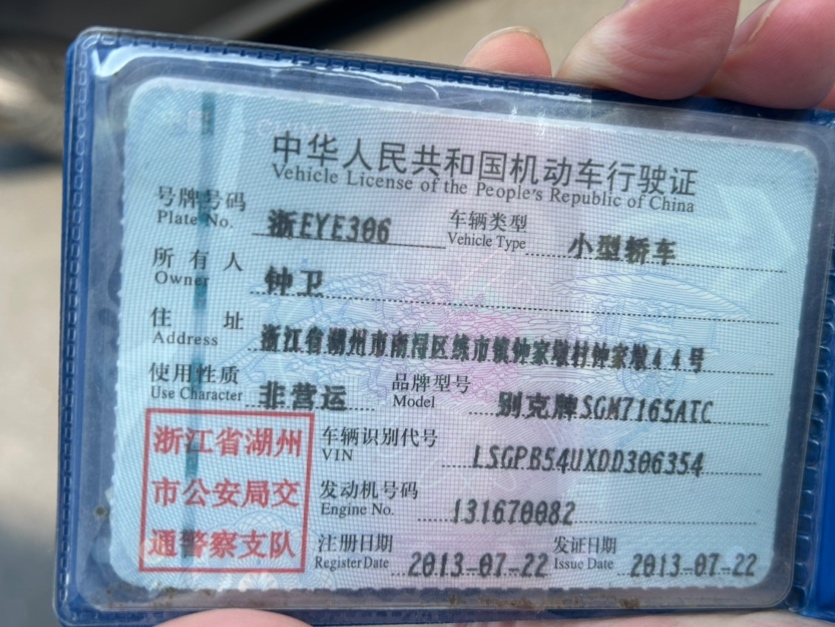 中华人民共和国机动车行驶证
Vehicle License of the People's Republic of China
号牌号码 浙EYE306 车辆类型 小型轿车
Plate No. Vehicle Type
所有人 钟卫
Owner
住址 浙江省湖州市南浔区练市镇钟家墩村钟家墩44号
Address
使用性质 非营运 品牌型号 别克牌SGM7165ATC
Use Character Model
浙江省湖州
市公安局交
通警察支队
车辆识别代号 LSGPB54UXDD306354
VIN
发动机号码 131670082
Engine No.
注册日期 2013-07-22 发证日期 2013-07-22
Register Date Issue Date